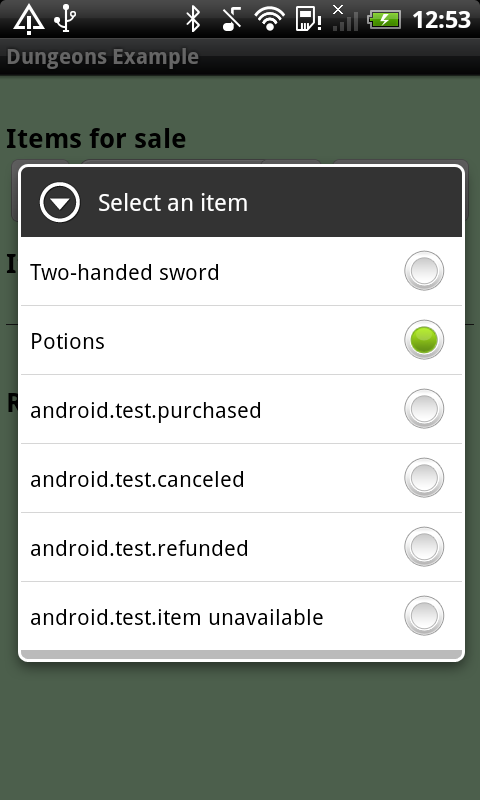 12:53
Dungeons Example
Items for sale
Select an item
Two-handed sword
Potions
android.test.purchased
android.test.canceled
android.test.refunded
android.test.item unavailable